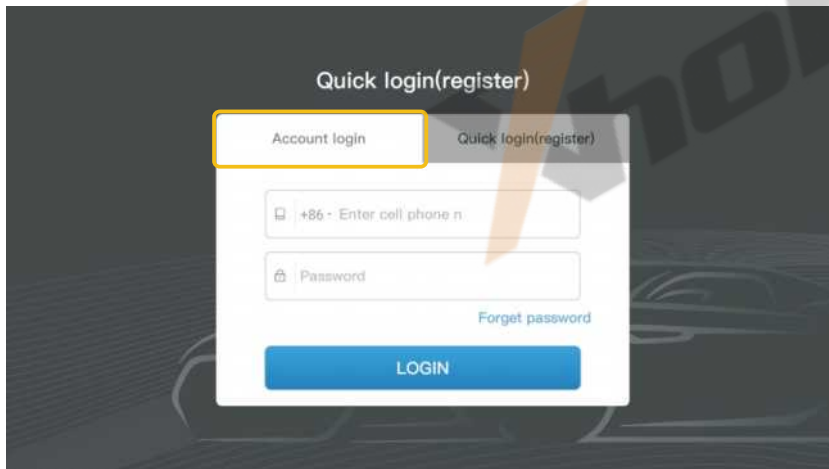 Quick login(register)
Account login
Quick login(register)
+86 - Enter cell phone n
Password
Forget password
LOGIN